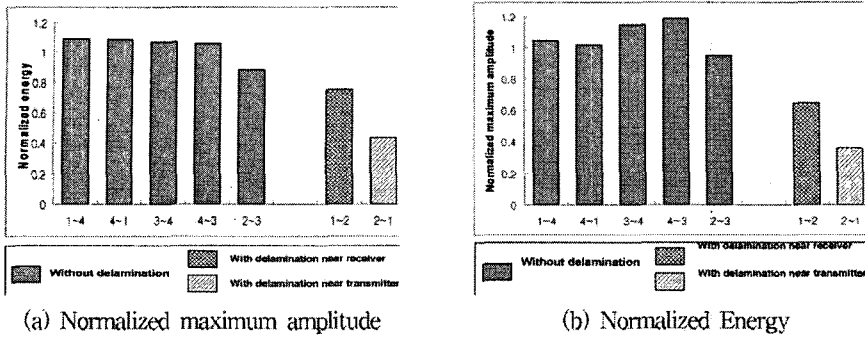 Normalized energy
1.2
1
0.8
0.6
0.4
0.2
0
1~4 4~1 3~4 4~3 2~3 1~2 2~1
Without delamination
With delamination near receiver
With delamination near transmitter
(a) Normalized maximum amplitude
Normalized maximum amplitude
1.2
1
0.8
0.6
0.4
0.2
0
1~4 4~1 3~4 4~3 2~3 1~2 2~1
Without delamination
With delamination near receiver
With delamination near transmitter
(b) Normalized Energy